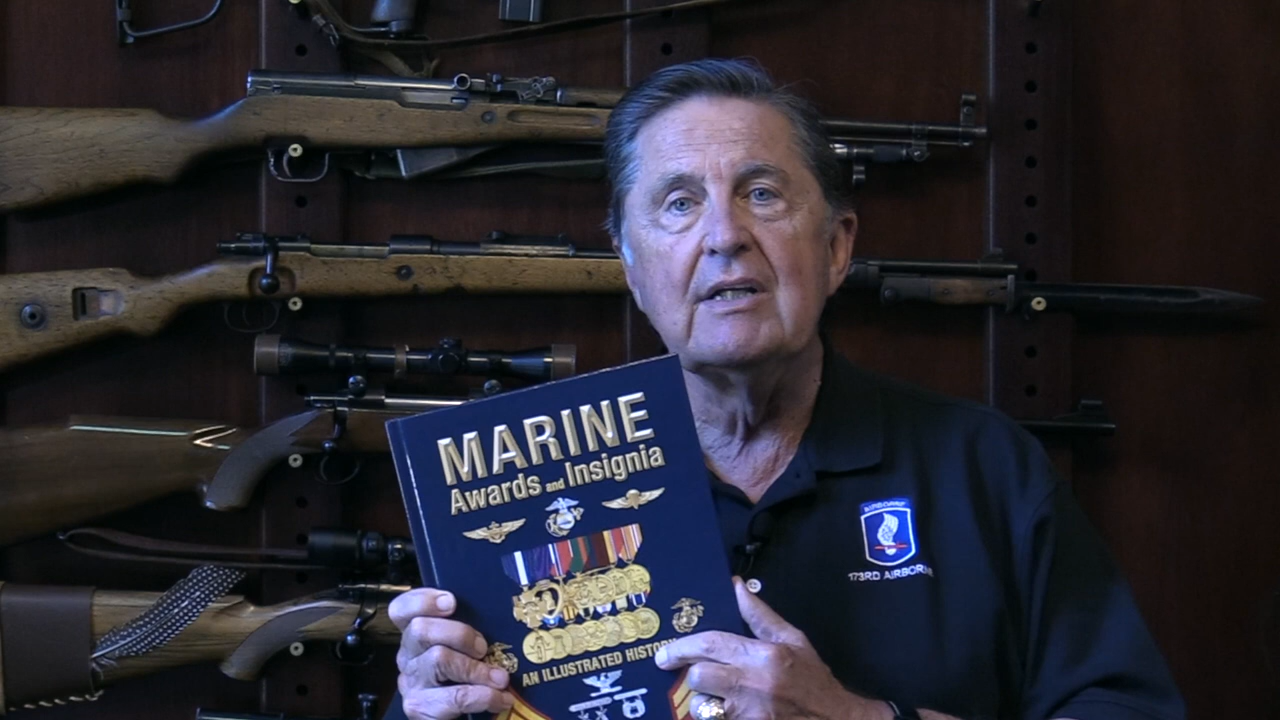 MARINE
Awards and Insignia
AN ILLUSTRATED HISTORY
AIRBORNE
173RD AIRBORNE